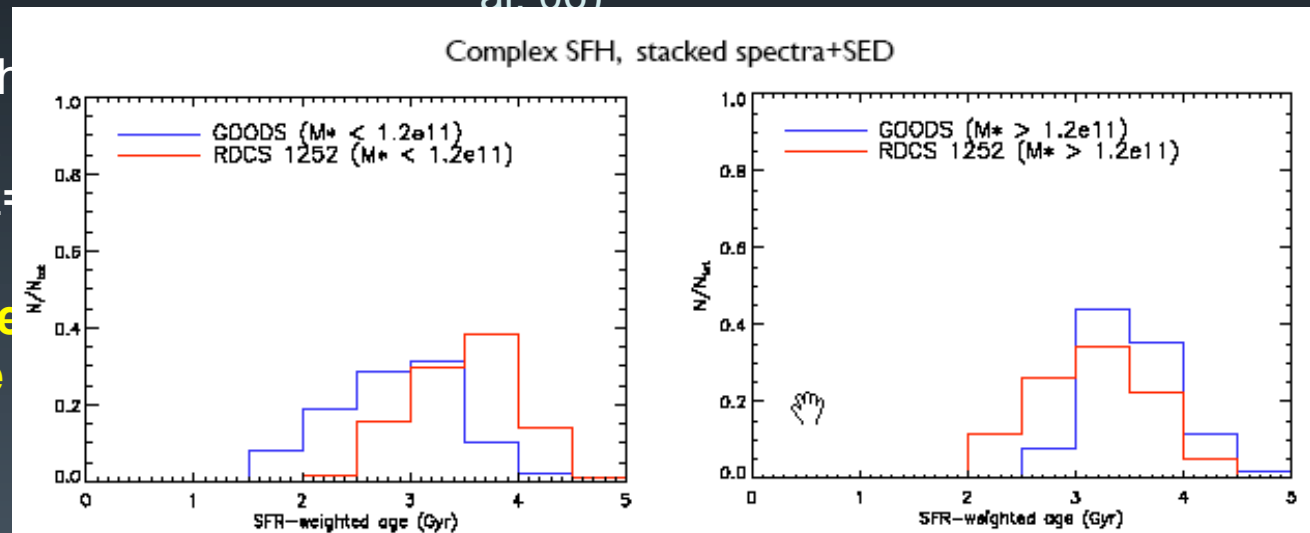 al. 06)
Complex SFH, stacked spectra+SED
1.0
0.8
0.6
0.4
0.2
0.0
N/N_tot
GOODS (M* < 1.2e11)
RDCS 1252 (M* < 1.2e11)
0 1 2 3 4 5
SFR-weighted age (Gyr)
1.0
0.8
0.6
0.4
0.2
0.0
N/N_tot
GOODS (M* > 1.2e11)
RDCS 1252 (M* > 1.2e11)
0 1 2 3 4 5
SFR-weighted age (Gyr)